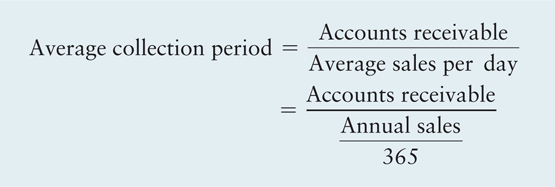 Average collection period = Accounts receivable
Average sales per day
= Accounts receivable
Annual sales
365